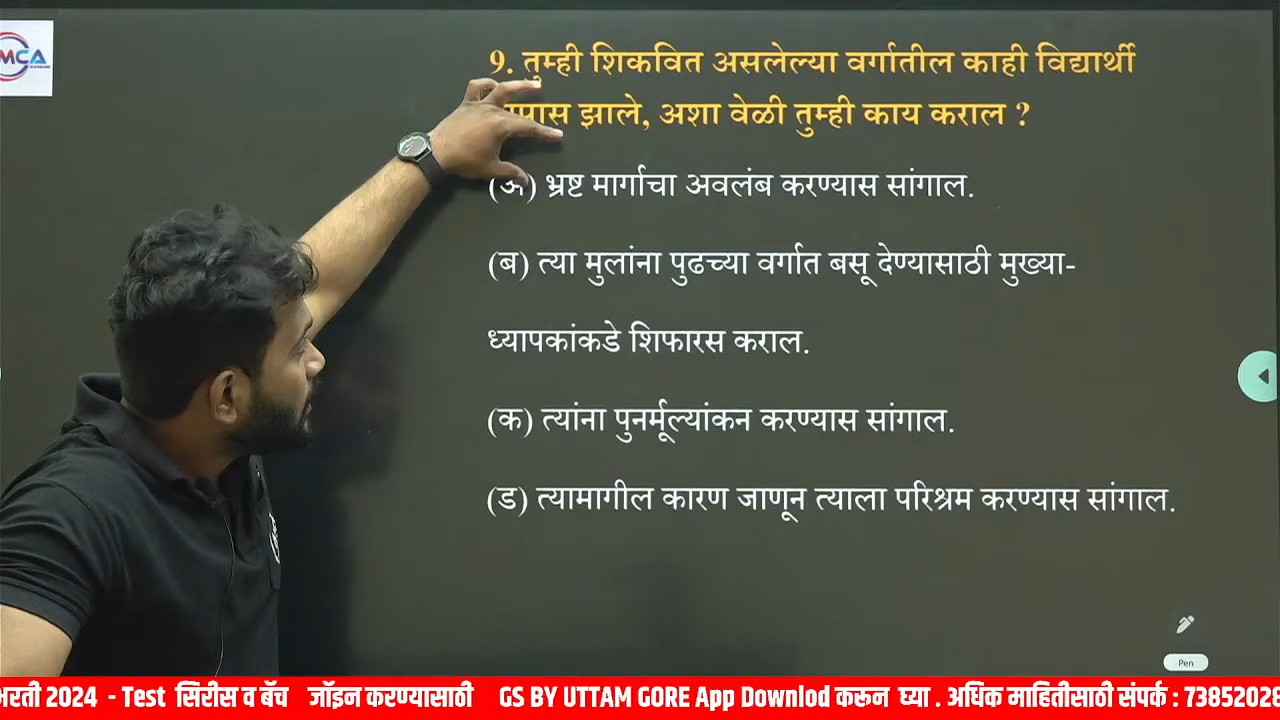 MCA
9. तुम्ही शिकवित असलेल्या वर्गातील काही विद्यार्थी
झाले, अशा वेळी तुम्ही काय कराल ?
(अ) भ्रष्ट मार्गाचा अवलंब करण्यास सांगाल.
(ब) त्या मुलांना पुढच्या वर्गात बसू देण्यासाठी मुख्या-
ध्यापकांकडे शिफारस कराल.
(क) त्यांना पुनर्मूल्यांकन करण्यास सांगाल.
(ड) त्यामागील कारण जाणून त्याला परिश्रम करण्यास सांगाल.
Pen
भरती 2024 - Test सिरीस व बॅच जॉइन करण्यासाठी GS BY UTTAM GORE App Downlod करून घ्या . अधिक माहितीसाठी संपर्क : 7385202